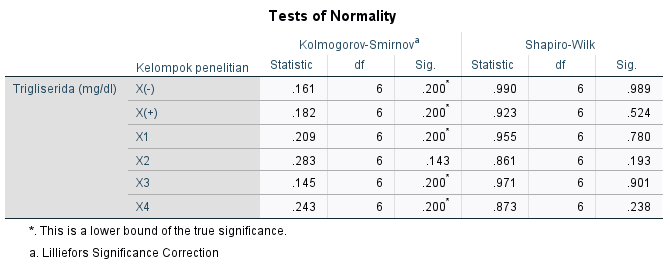 Tests of Normality
Kolmogorov-Smirnovᵃ Shapiro-Wilk
Kelompok penelitian Statistic df Sig. Statistic df Sig.
Trigliserida (mg/dl) X(-) .161 6 .200* .990 6 .989
X(+) .182 6 .200* .923 6 .524
X1 .209 6 .200* .955 6 .780
X2 .283 6 .143 .861 6 .193
X3 .145 6 .200* .971 6 .901
X4 .243 6 .200* .873 6 .238
*. This is a lower bound of the true significance.
a. Lilliefors Significance Correction